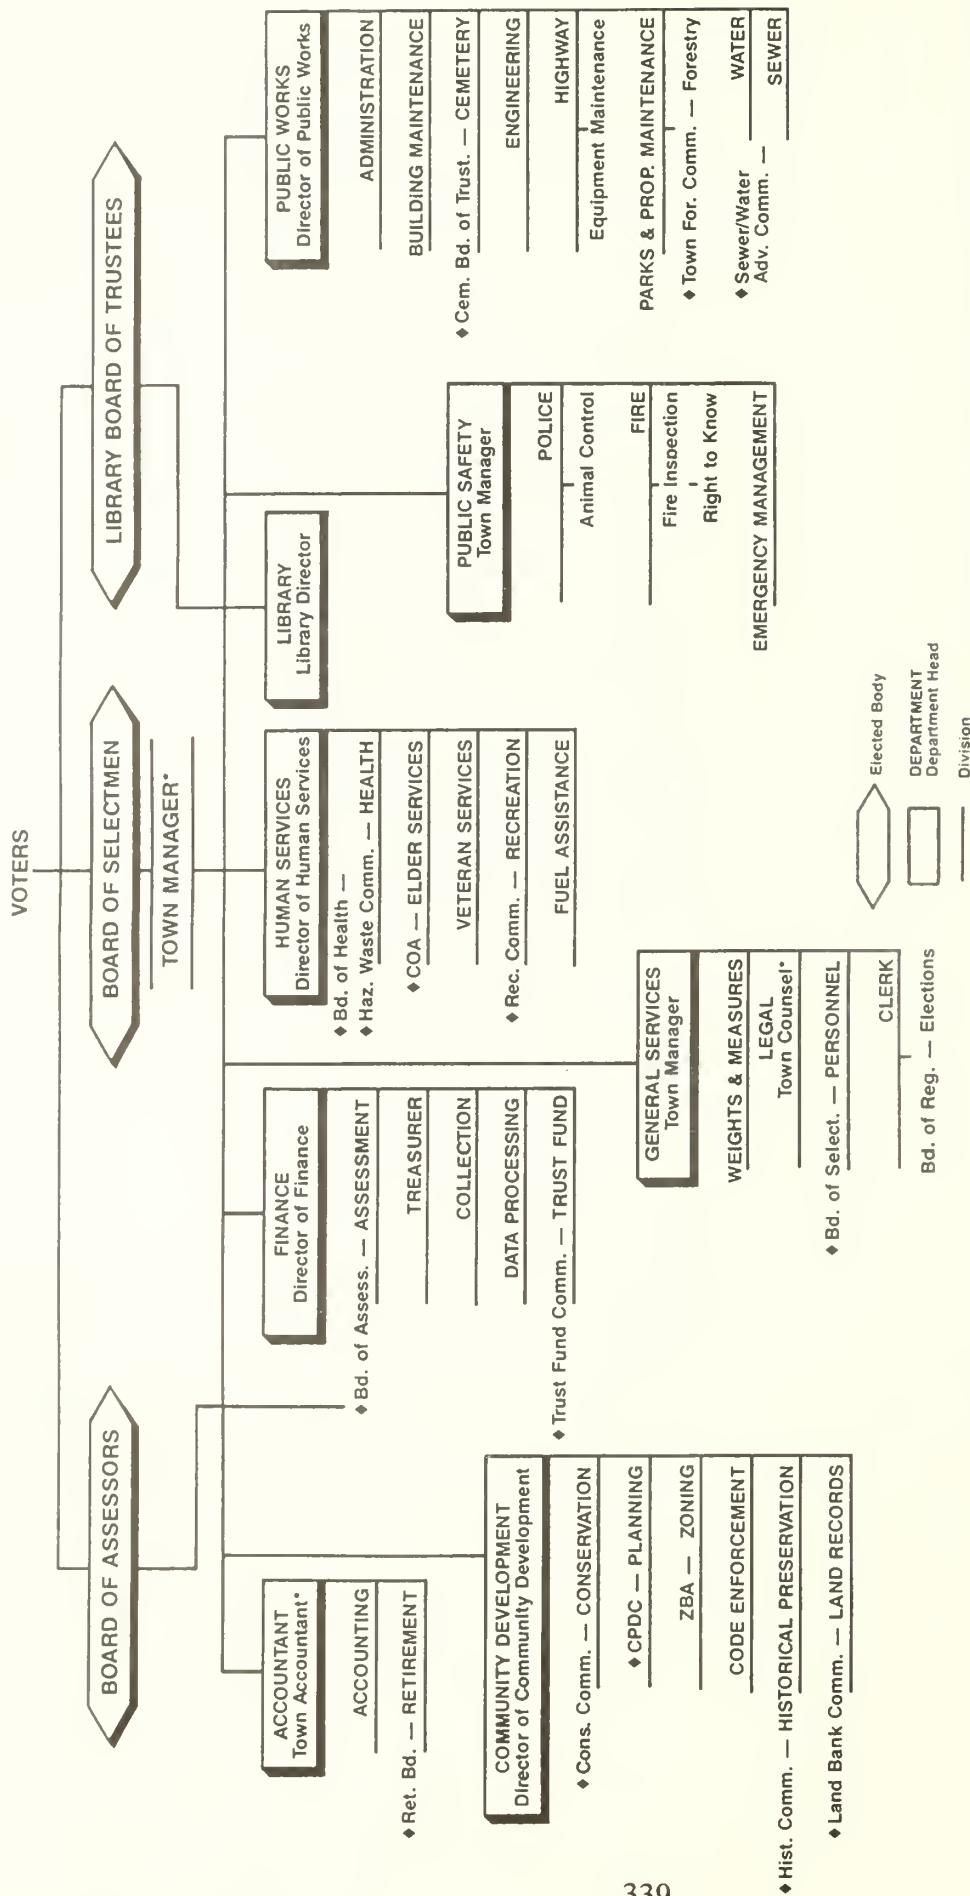 VOTERS
BOARD OF ASSESSORS
BOARD OF SELECTMEN
LIBRARY BOARD OF TRUSTEES
TOWN MANAGER*
ACCOUNTANT
Town Accountant*
ACCOUNTING
♦ Ret. Bd. — RETIREMENT
COMMUNITY DEVELOPMENT
Director of Community Development
♦ Cons. Comm. — CONSERVATION
♦ CPDC — PLANNING
ZBA — ZONING
CODE ENFORCEMENT
♦ Hist. Comm. — HISTORICAL PRESERVATION
♦ Land Bank Comm. — LAND RECORDS
FINANCE
Director of Finance
♦ Bd. of Assess. — ASSESSMENT
TREASURER
COLLECTION
DATA PROCESSING
♦ Trust Fund Comm. — TRUST FUND
GENERAL SERVICES
Town Manager
WEIGHTS & MEASURES
LEGAL
Town Counsel*
♦ Bd. of Select. — PERSONNEL
CLERK
Bd. of Reg. — Elections
HUMAN SERVICES
Director of Human Services
♦ Bd. of Health —
♦ Haz. Waste Comm. — HEALTH
♦ COA — ELDER SERVICES
VETERAN SERVICES
♦ Rec. Comm. — RECREATION
FUEL ASSISTANCE
LIBRARY
Library Director
PUBLIC SAFETY
Town Manager
POLICE
Animal Control
FIRE
Fire Inspection
Right to Know
EMERGENCY MANAGEMENT
PUBLIC WORKS
Director of Public Works
ADMINISTRATION
BUILDING MAINTENANCE
♦ Cem. Bd. of Trust. — CEMETERY
ENGINEERING
HIGHWAY
Equipment Maintenance
PARKS & PROP. MAINTENANCE
♦ Town For. Comm. — Forestry
WATER
♦ Sewer/Water
Adv. Comm. —
SEWER
Elected Body
DEPARTMENT
Department Head
Division
339